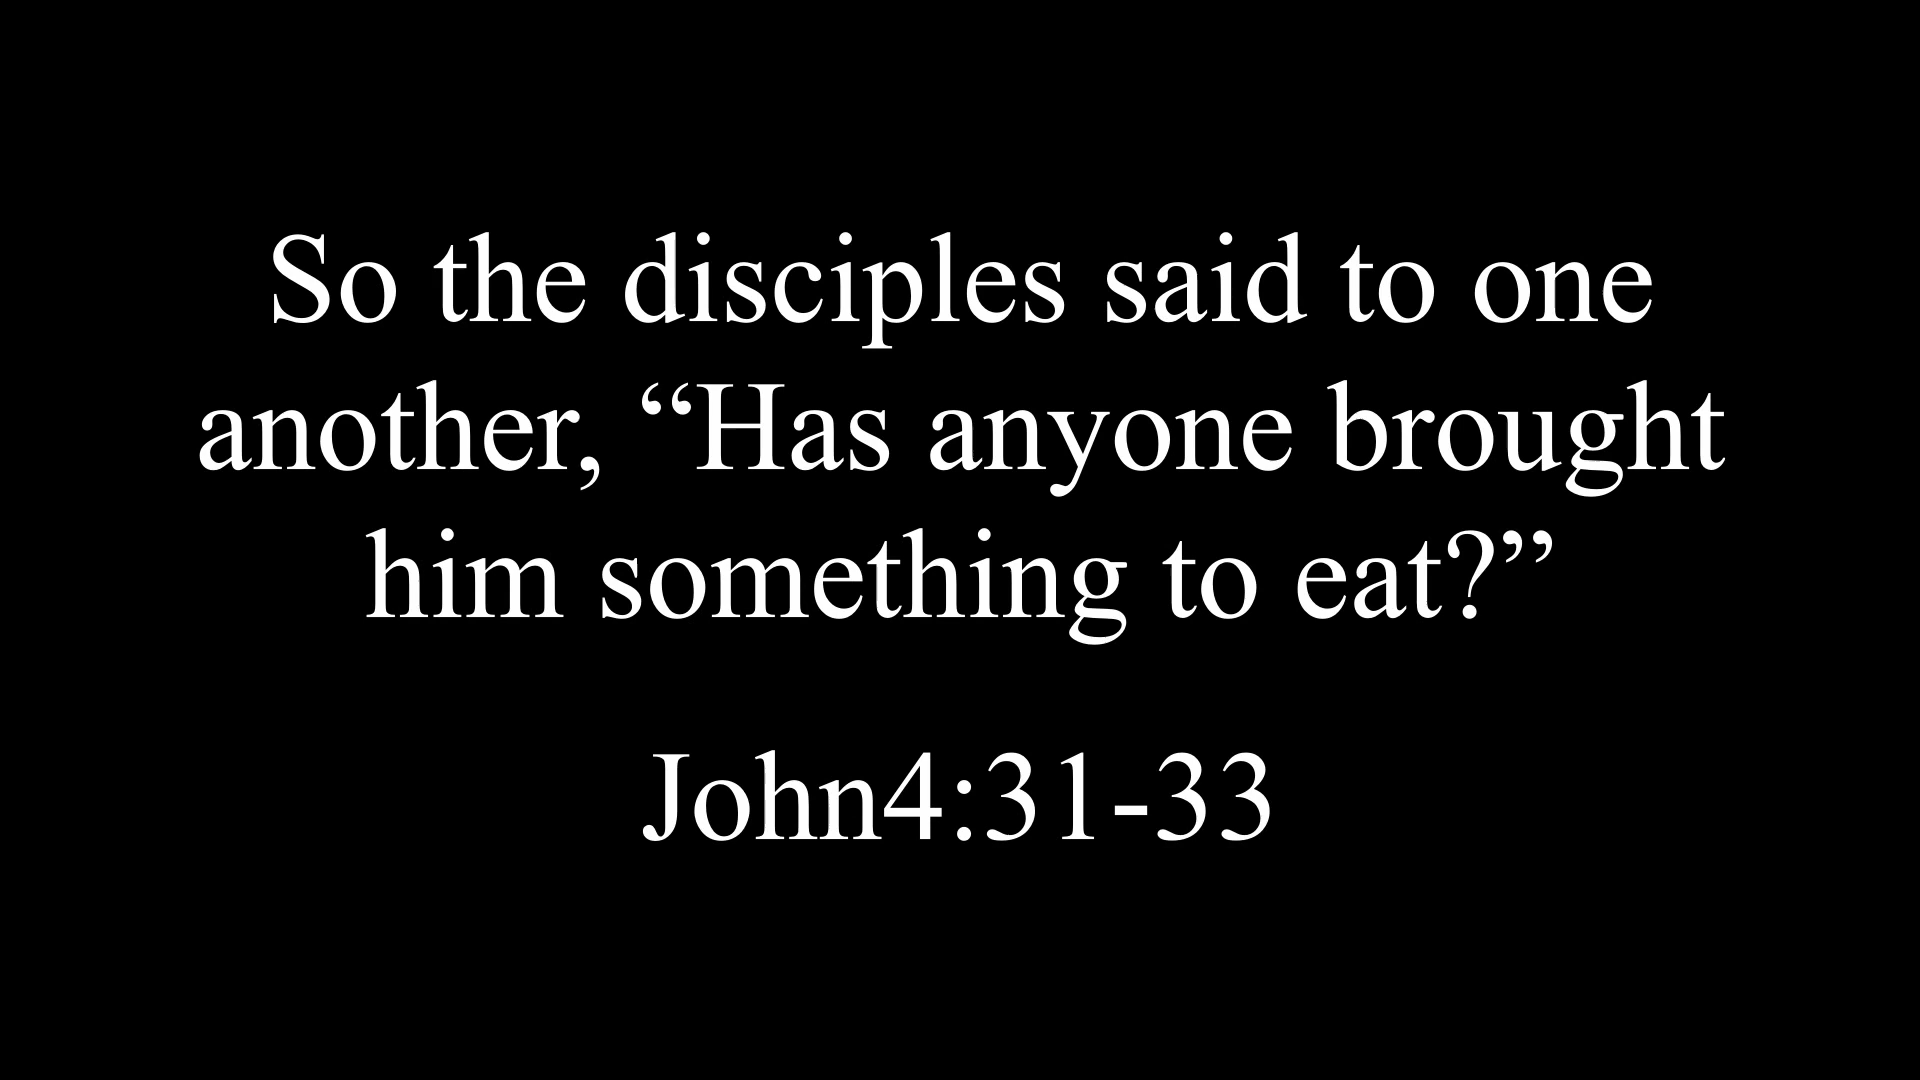 So the disciples said to one
another, “Has anyone brought
him something to eat?”
John4:31-33